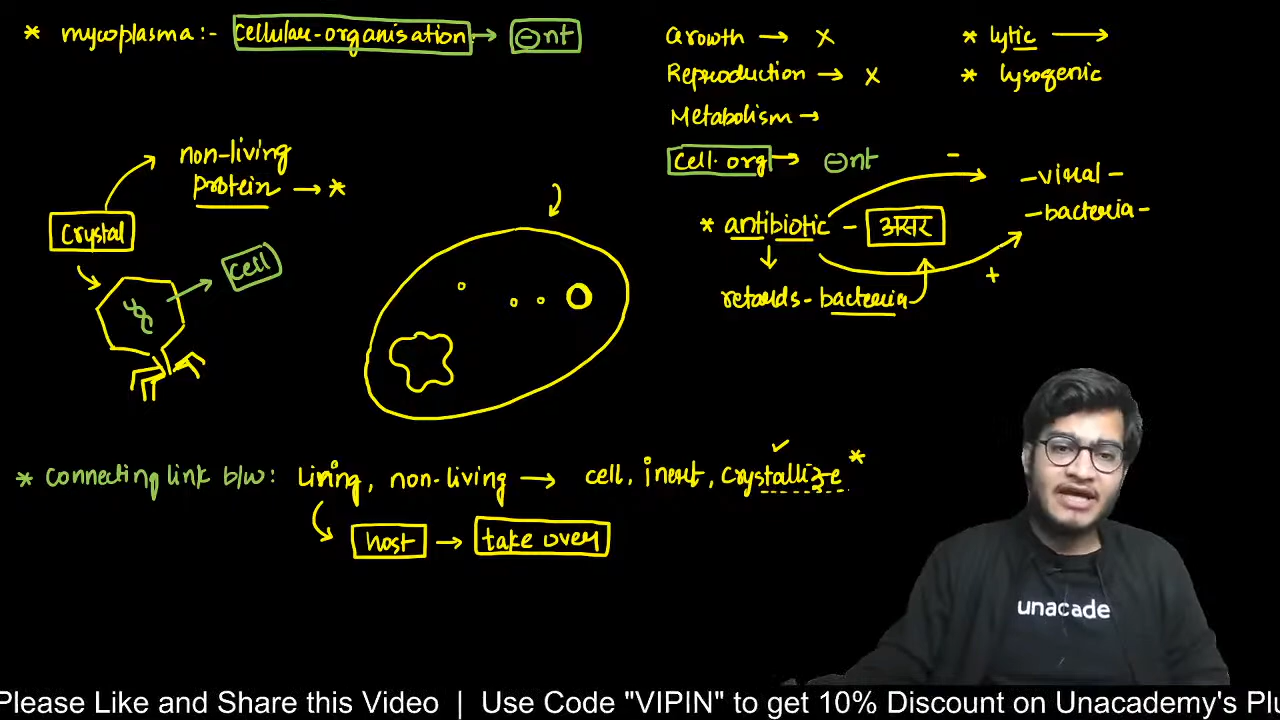 * mycoplasma :- cellular-organisation → ⊖nt
Growth → x
Reproduction → x
Metabolism →
Cell. org → ⊖nt
* lytic →
* lysogenic
non-living
protein → *
Crystal
cell
* antibiotic - असर
retards - bacteria
-
- viral -
- bacteria -
+
* Connecting link b/w: Living, non-living → cell, inert, crystallize *
host → take over
unacade
Please Like and Share this Video | Use Code "VIPIN" to get 10% Discount on Unacademy's Plu